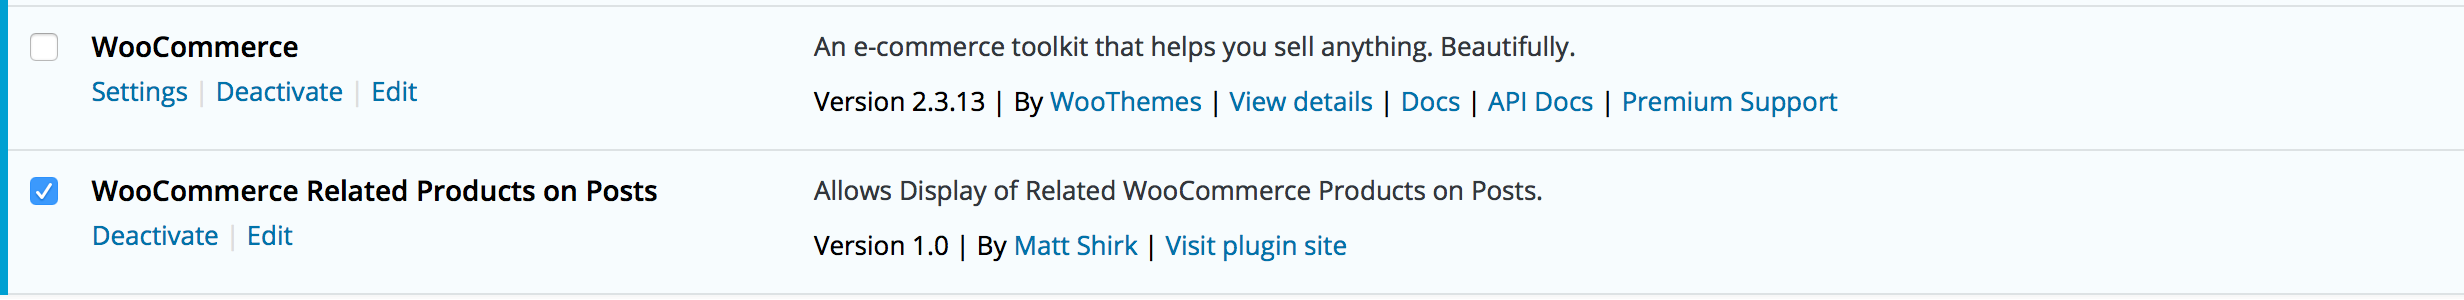 WooCommerce
Settings | Deactivate | Edit
An e-commerce toolkit that helps you sell anything. Beautifully.
Version 2.3.13 | By WooThemes | View details | Docs | API Docs | Premium Support
WooCommerce Related Products on Posts
Deactivate | Edit
Allows Display of Related WooCommerce Products on Posts.
Version 1.0 | By Matt Shirk | Visit plugin site